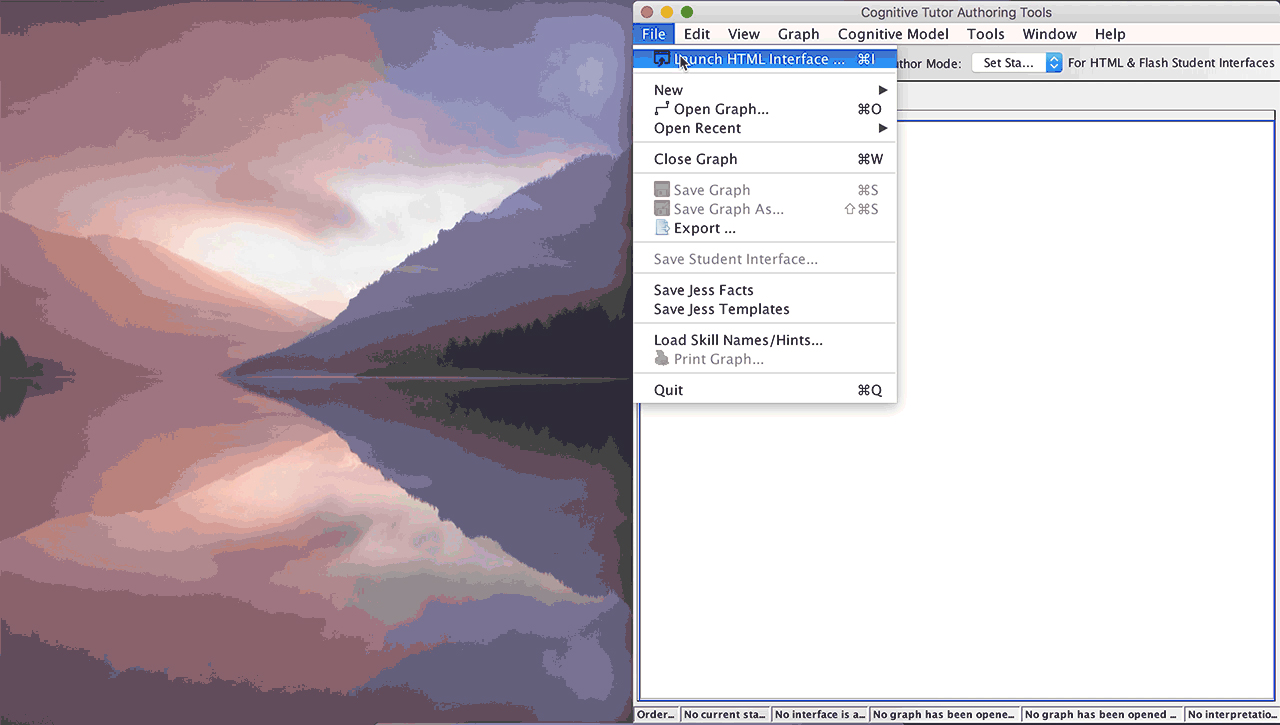 Cognitive Tutor Authoring Tools
File Edit View Graph Cognitive Model Tools Window Help
Launch HTML Interface ... ⌘I
thor Mode: Set Sta... For HTML & Flash Student Interfaces
New
Open Graph... ⌘O
Open Recent
Close Graph ⌘W
Save Graph ⌘S
Save Graph As... ⇧⌘S
Export ...
Save Student Interface...
Save Jess Facts
Save Jess Templates
Load Skill Names/Hints...
Print Graph...
Quit ⌘Q
Order... No current sta... No interface is a... No graph has been opene... No graph has been opened ... No interpretatio...